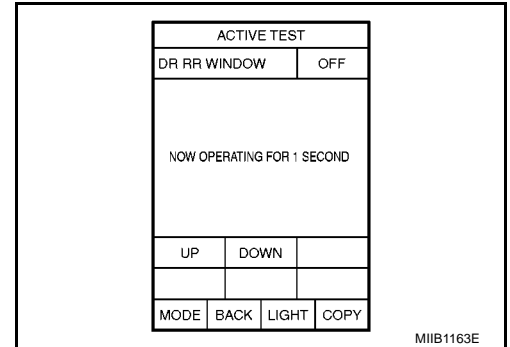 ACTIVE TEST
DR RR WINDOW OFF
NOW OPERATING FOR 1 SECOND
UP DOWN
MODE BACK LIGHT COPY
MIIB1163E